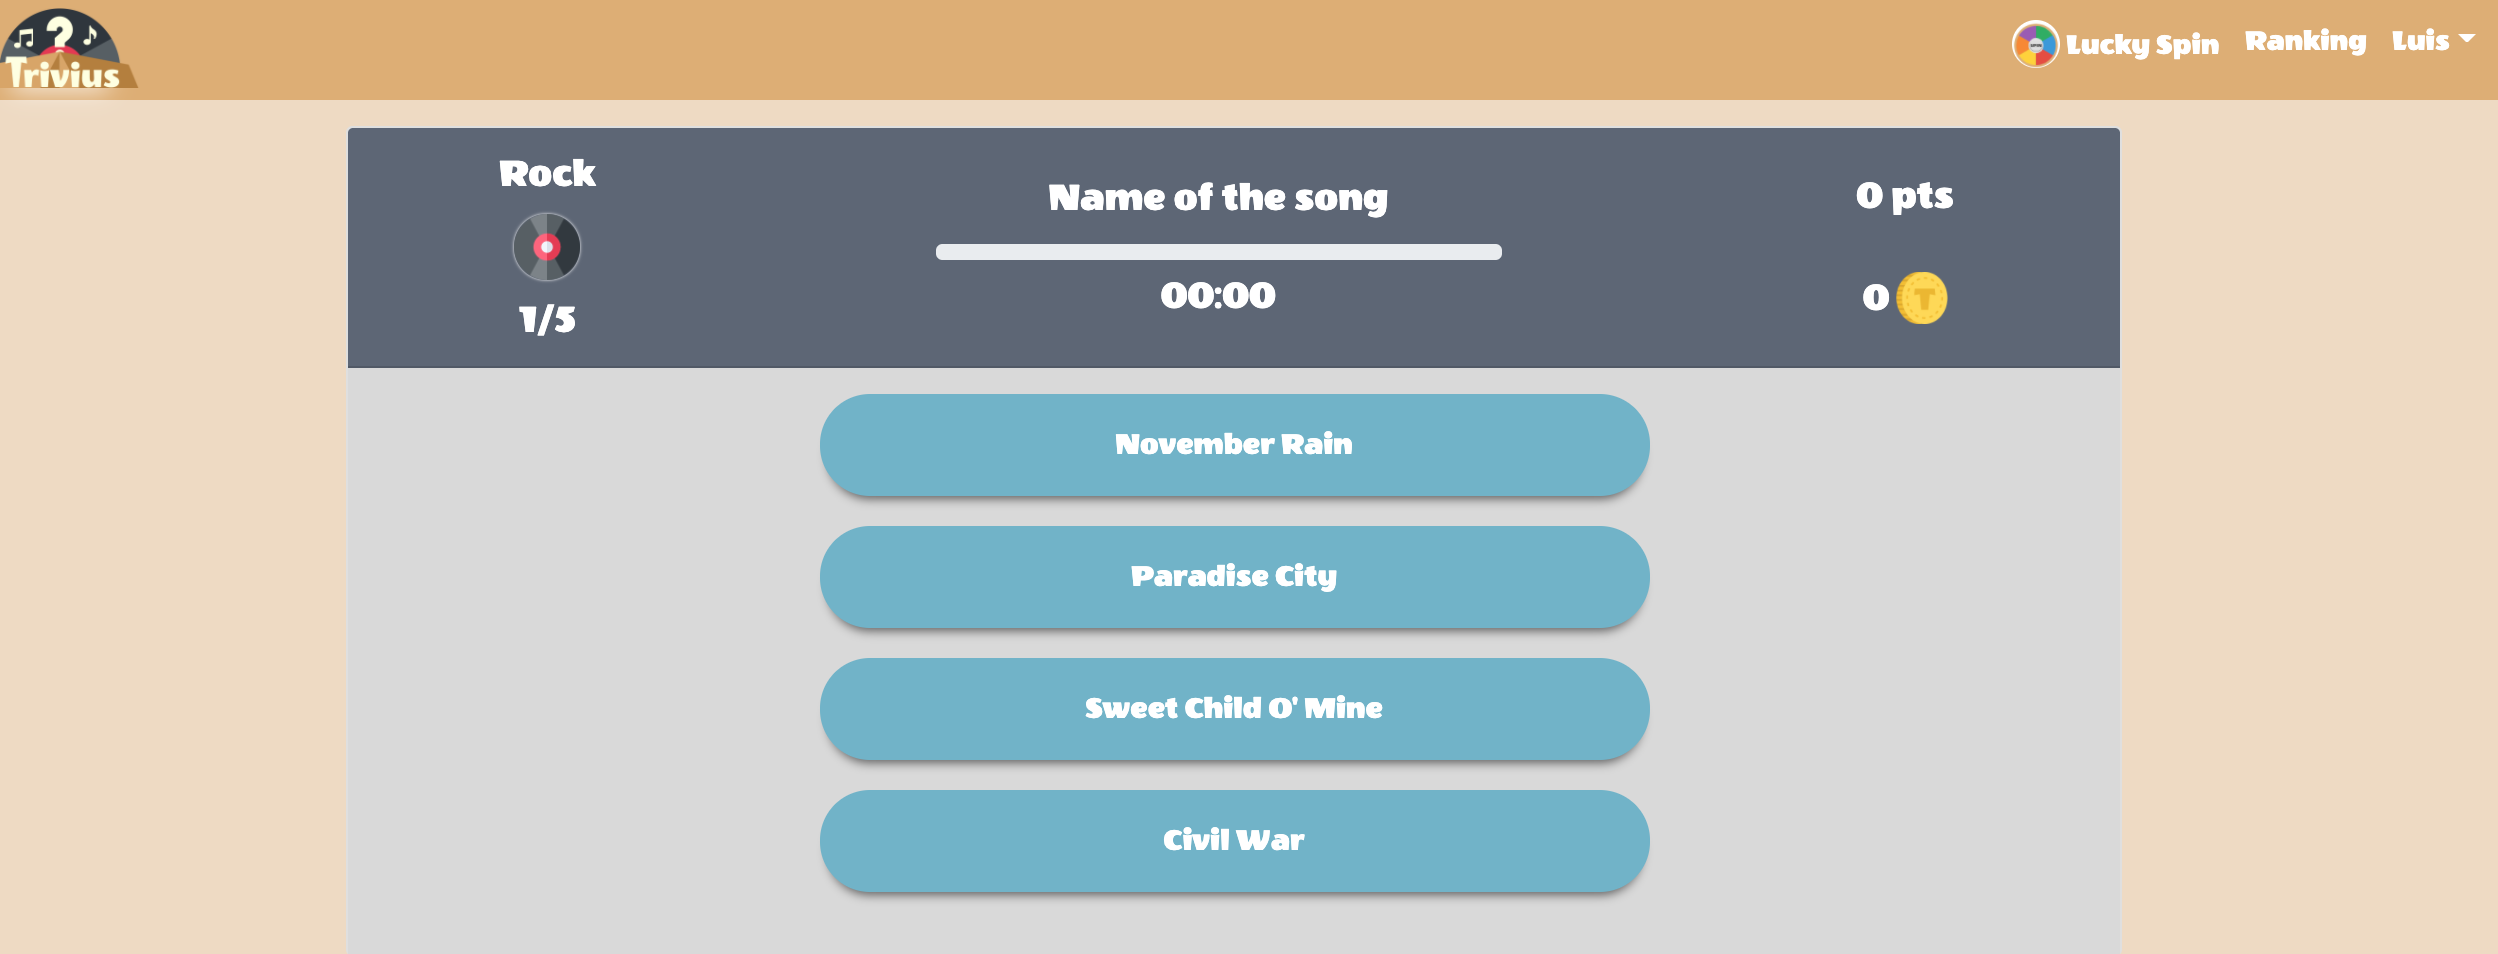 ?
Trivius
Lucky Spin
Ranking
Luis
Rock
1/5
Name of the song
00:00
0 pts
0
T
November Rain
Paradise City
Sweet Child O' Mine
Civil War